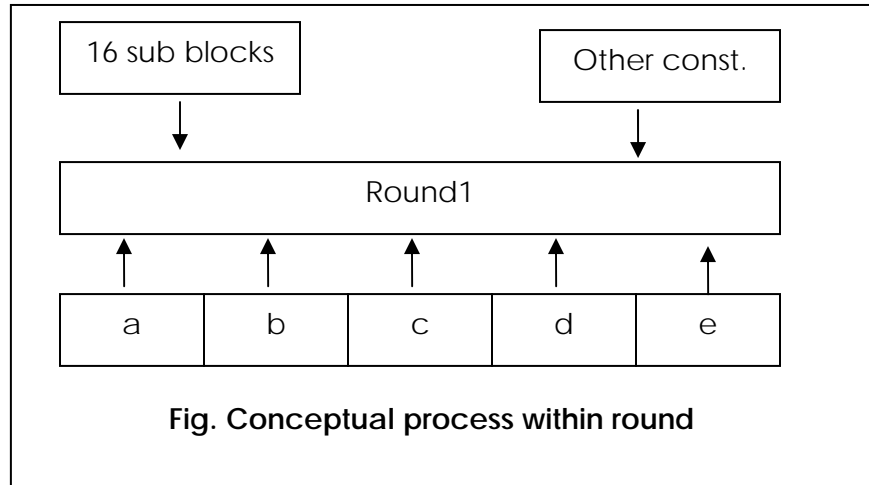 16 sub blocks
Other const.
Round1
a b c d e
Fig. Conceptual process within round